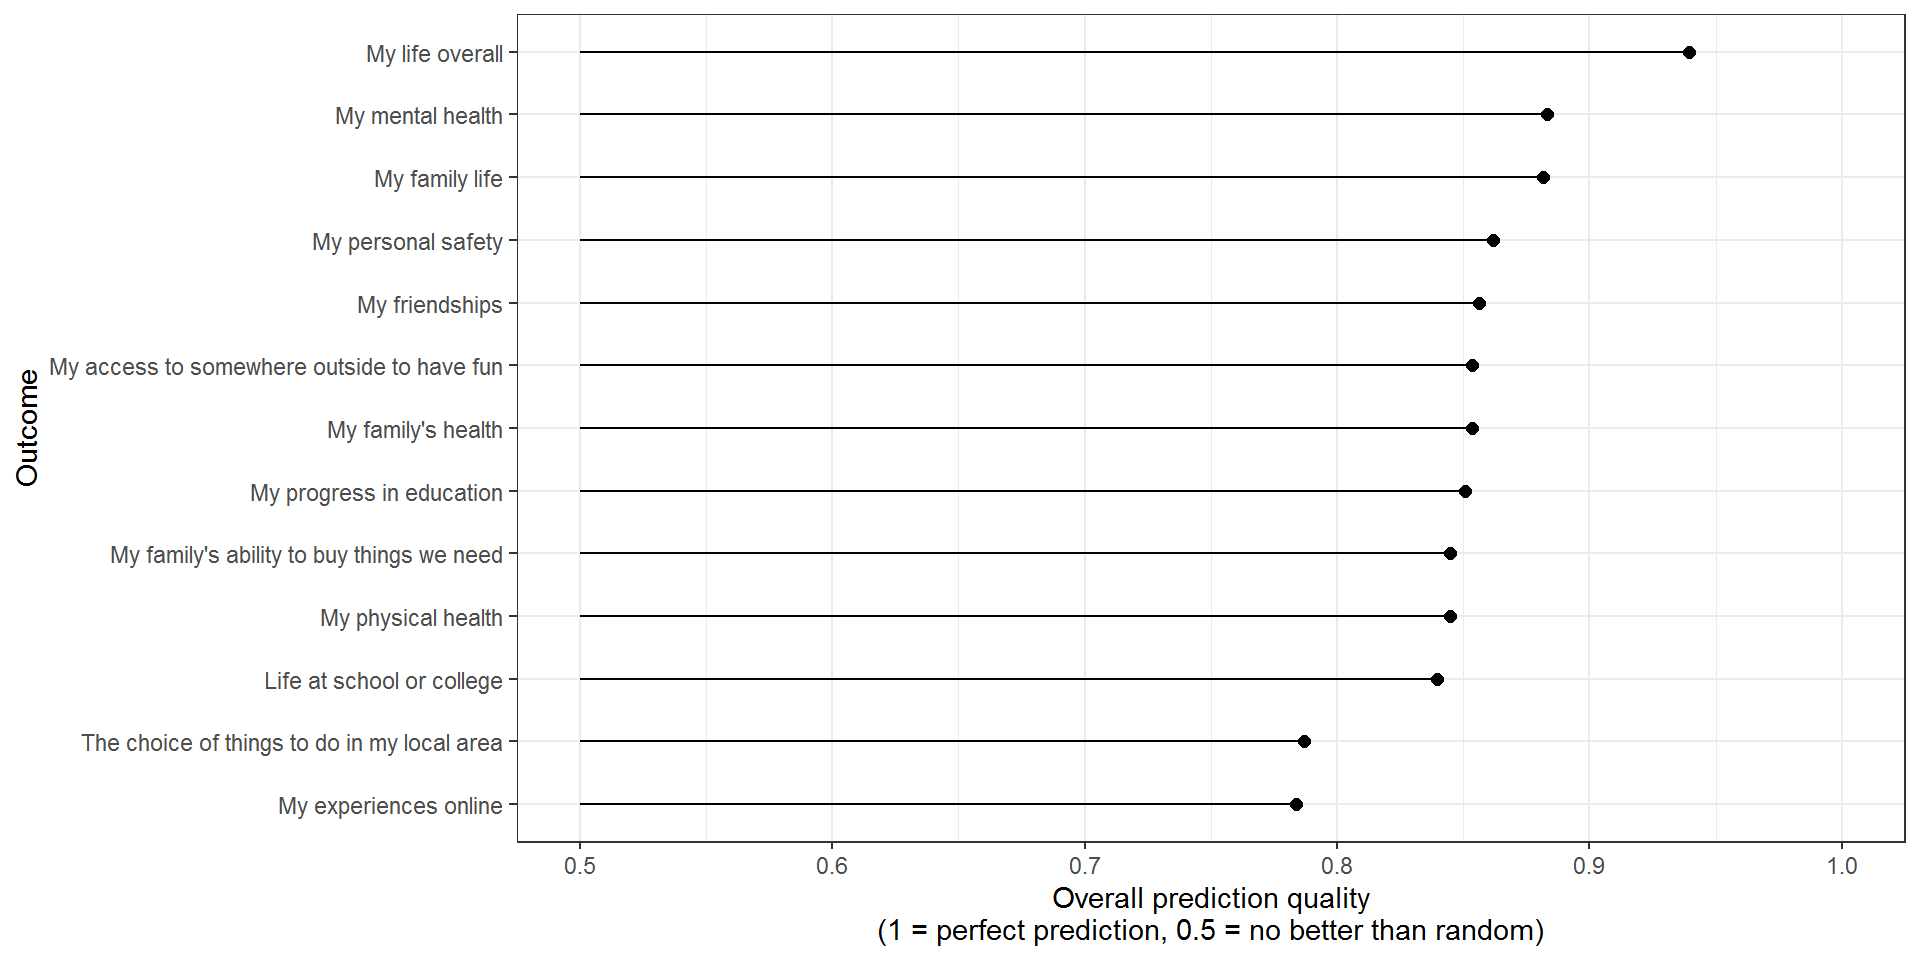 My life overall
My mental health
My family life
My personal safety
My friendships
My access to somewhere outside to have fun
My family's health
My progress in education
My family's ability to buy things we need
My physical health
Life at school or college
The choice of things to do in my local area
My experiences online
Outcome
0.5 0.6 0.7 0.8 0.9 1.0
Overall prediction quality
(1 = perfect prediction, 0.5 = no better than random)